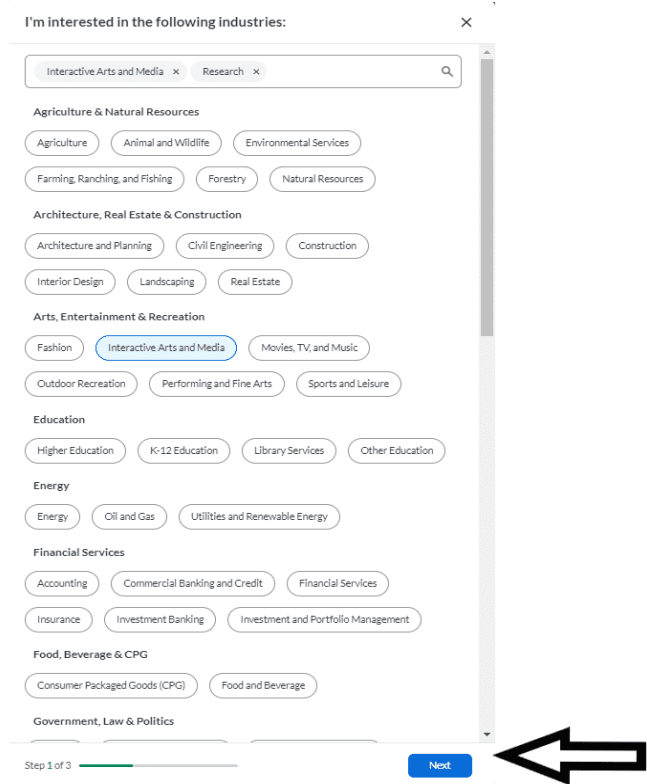 I'm interested in the following industries:
Interactive Arts and Media × Research ×
Agriculture & Natural Resources
Agriculture Animal and Wildlife Environmental Services
Farming, Ranching, and Fishing Forestry Natural Resources
Architecture, Real Estate & Construction
Architecture and Planning Civil Engineering Construction
Interior Design Landscaping Real Estate
Arts, Entertainment & Recreation
Fashion Interactive Arts and Media Movies, TV, and Music
Outdoor Recreation Performing and Fine Arts Sports and Leisure
Education
Higher Education K-12 Education Library Services Other Education
Energy
Energy Oil and Gas Utilities and Renewable Energy
Financial Services
Accounting Commercial Banking and Credit Financial Services
Insurance Investment Banking Investment and Portfolio Management
Food, Beverage & CPG
Consumer Packaged Goods (CPG) Food and Beverage
Government, Law & Politics
Step 1 of 3 Next